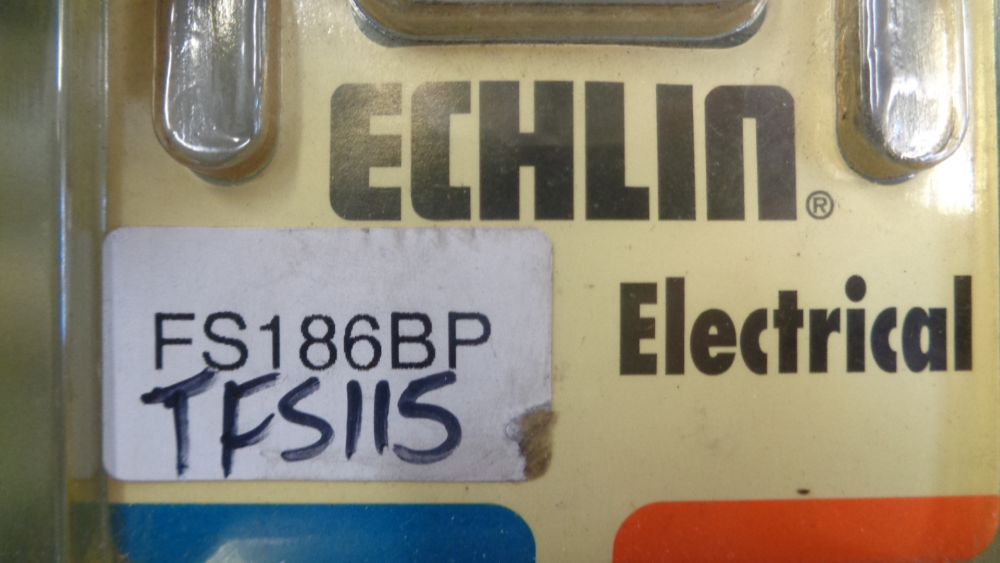 ECHLIN®
FS186BP
TFS115
Electrical